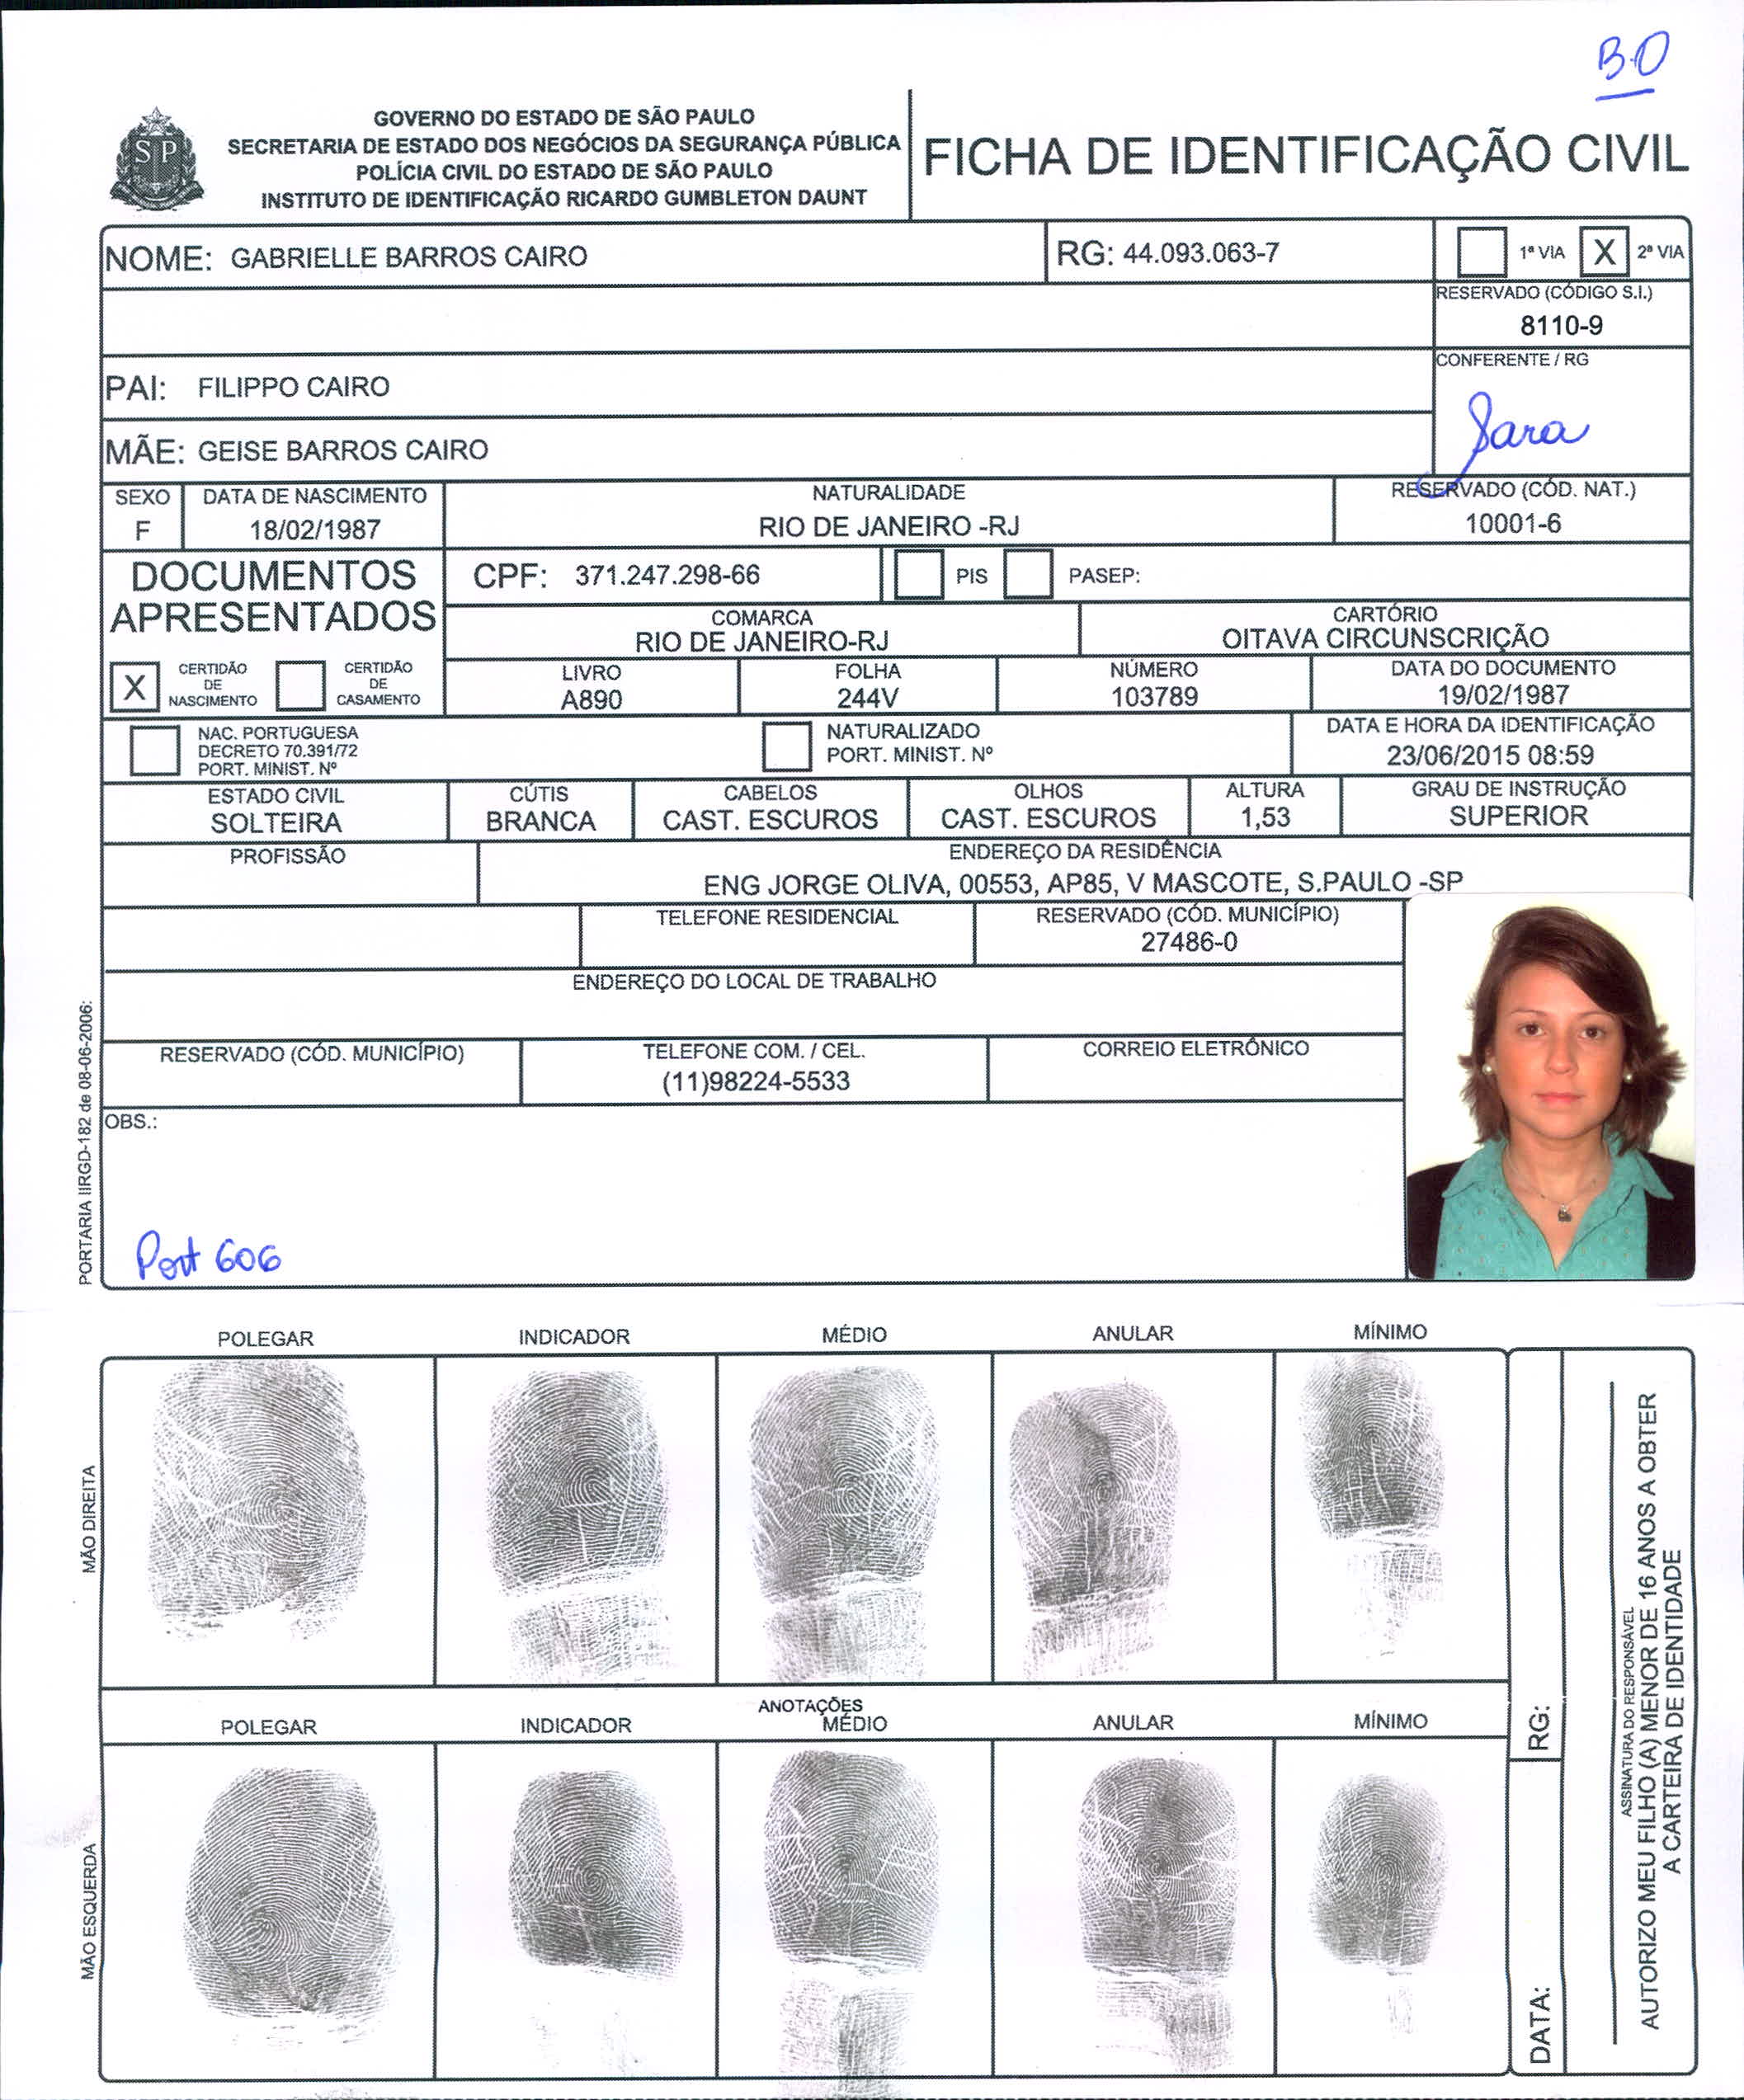 B.O
GOVERNO DO ESTADO DE SÃO PAULO
SECRETARIA DE ESTADO DOS NEGÓCIOS DA SEGURANÇA PÚBLICA
POLÍCIA CIVIL DO ESTADO DE SÃO PAULO
INSTITUTO DE IDENTIFICAÇÃO RICARDO GUMBLETON DAUNT
SP
FICHA DE IDENTIFICAÇÃO CIVIL
NOME: GABRIELLE BARROS CAIRO RG: 44.093.063-7 1ª VIA X 2ª VIA
RESERVADO (CÓDIGO S.I.)
8110-9
PAI: FILIPPO CAIRO
CONFERENTE / RG
Sara
MÃE: GEISE BARROS CAIRO
SEXO DATA DE NASCIMENTO NATURALIDADE RESERVADO (CÓD. NAT.)
F 18/02/1987 RIO DE JANEIRO -RJ 10001-6
DOCUMENTOS
APRESENTADOS
CPF: 371.247.298-66 PIS PASEP:
COMARCA CARTÓRIO
RIO DE JANEIRO-RJ OITAVA CIRCUNSCRIÇÃO
X CERTIDÃO DE NASCIMENTO CERTIDÃO DE CASAMENTO
LIVRO FOLHA NÚMERO DATA DO DOCUMENTO
A890 244V 103789 19/02/1987
NAC. PORTUGUESA
DECRETO 70.391/72
PORT. MINIST. Nº
NATURALIZADO
PORT. MINIST. Nº
DATA E HORA DA IDENTIFICAÇÃO
23/06/2015 08:59
ESTADO CIVIL CÚTIS CABELOS OLHOS ALTURA GRAU DE INSTRUÇÃO
SOLTEIRA BRANCA CAST. ESCUROS CAST. ESCUROS 1,53 SUPERIOR
PROFISSÃO ENDEREÇO DA RESIDÊNCIA
ENG JORGE OLIVA, 00553, AP85, V MASCOTE, S.PAULO -SP
TELEFONE RESIDENCIAL RESERVADO (CÓD. MUNICÍPIO)
27486-0
ENDEREÇO DO LOCAL DE TRABALHO
RESERVADO (CÓD. MUNICÍPIO) TELEFONE COM. / CEL. CORREIO ELETRÔNICO
(11)98224-5533
OBS.:
Port 606
PORTARIA IIRGD-182 de 08-06-2006:
POLEGAR INDICADOR MÉDIO ANULAR MÍNIMO
MÃO DIREITA
ANOTAÇÕES
POLEGAR INDICADOR MÉDIO ANULAR MÍNIMO
MÃO ESQUERDA
RG:
DATA:
ASSINATURA DO RESPONSÁVEL
AUTORIZO MEU FILHO (A) MENOR DE 16 ANOS A OBTER
A CARTEIRA DE IDENTIDADE